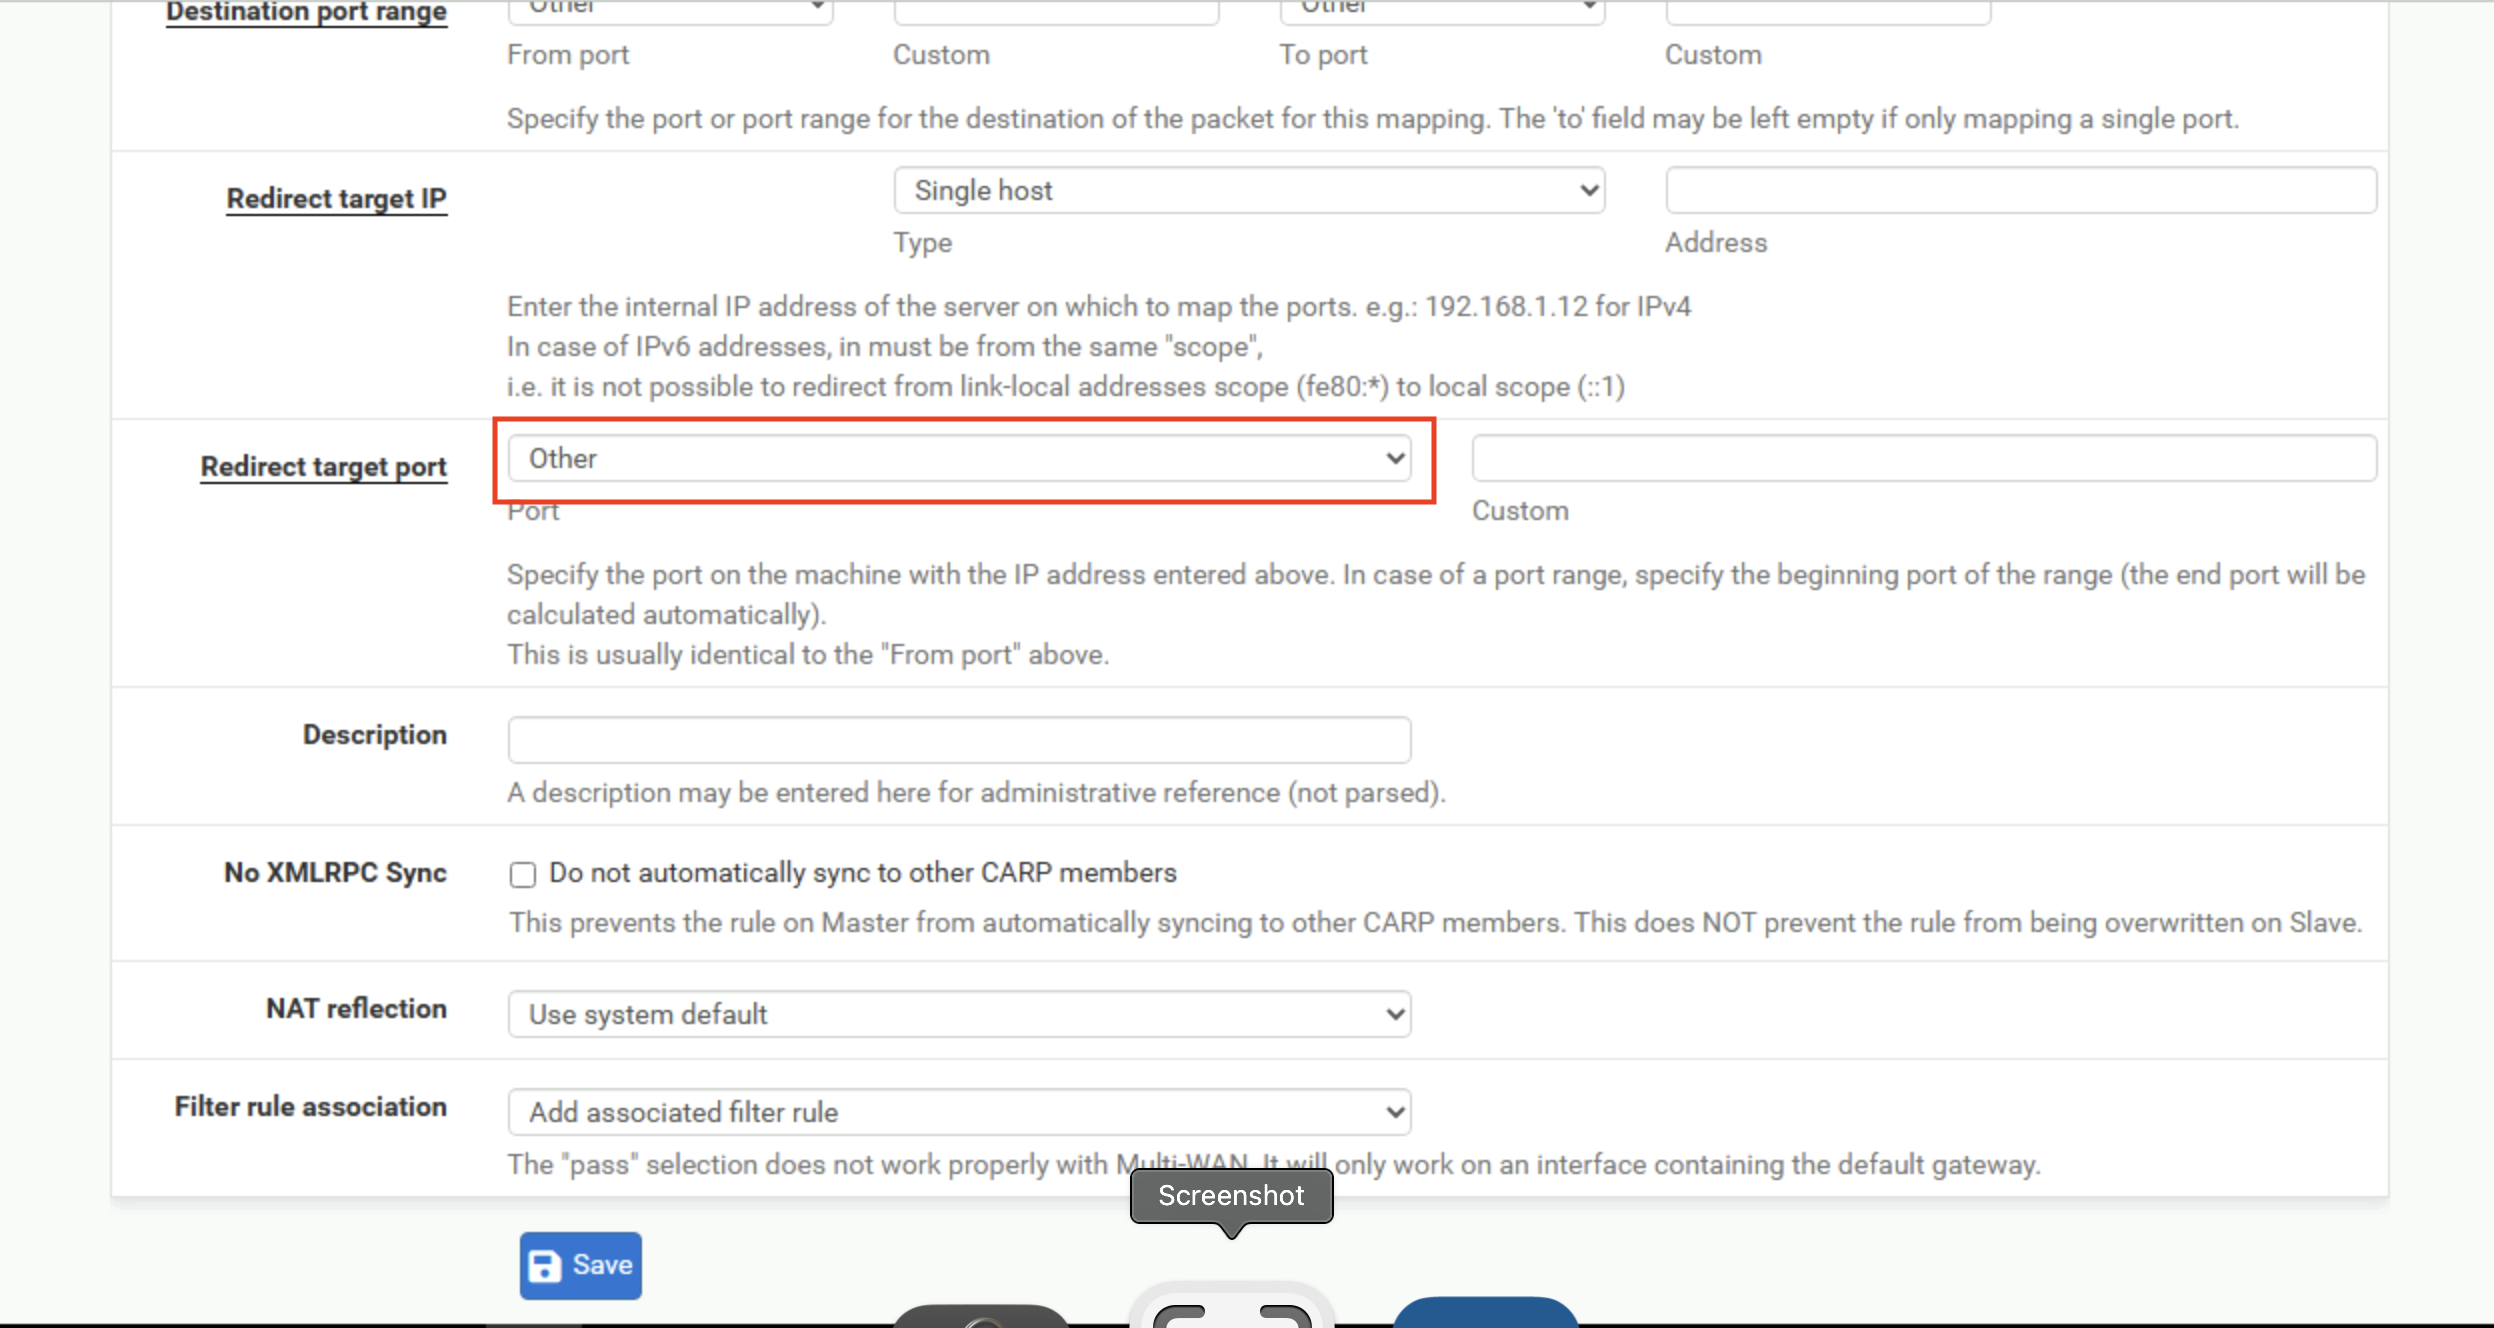 Destination port range
Other
Other
From port
Custom
To port
Custom
Specify the port or port range for the destination of the packet for this mapping. The 'to' field may be left empty if only mapping a single port.
Redirect target IP
Single host
Type
Address
Enter the internal IP address of the server on which to map the ports. e.g.: 192.168.1.12 for IPv4
In case of IPv6 addresses, in must be from the same "scope",
i.e. it is not possible to redirect from link-local addresses scope (fe80:*) to local scope (::1)
Redirect target port
Other
Port
Custom
Specify the port on the machine with the IP address entered above. In case of a port range, specify the beginning port of the range (the end port will be
calculated automatically).
This is usually identical to the "From port" above.
Description
A description may be entered here for administrative reference (not parsed).
No XMLRPC Sync
Do not automatically sync to other CARP members
This prevents the rule on Master from automatically syncing to other CARP members. This does NOT prevent the rule from being overwritten on Slave.
NAT reflection
Use system default
Filter rule association
Add associated filter rule
The "pass" selection does not work properly with Multi-WAN. It will only work on an interface containing the default gateway.
Screenshot
Save